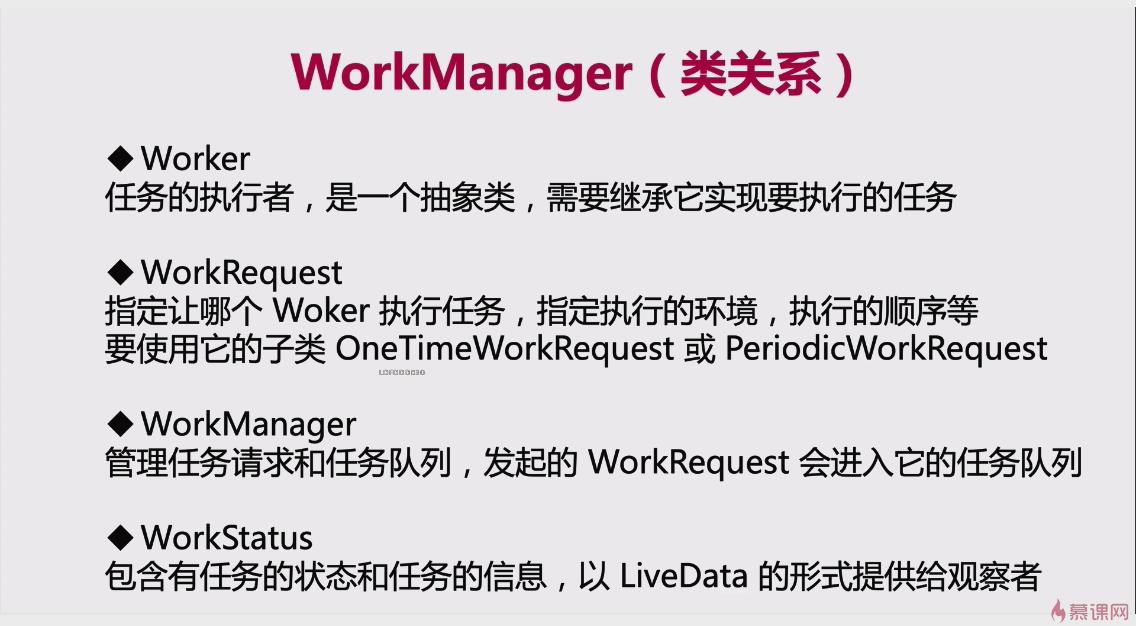 WorkManager（类关系）
◆ Worker
任务的执行者，是一个抽象类，需要继承它实现要执行的任务
◆ WorkRequest
指定让哪个 Woker 执行任务，指定执行的环境，执行的顺序等
要使用它的子类 OneTimeWorkRequest 或 PeriodicWorkRequest
◆ WorkManager
管理任务请求和任务队列，发起的 WorkRequest 会进入它的任务队列
◆ WorkStatus
包含有任务的状态和任务的信息，以 LiveData 的形式提供给观察者
慕课网